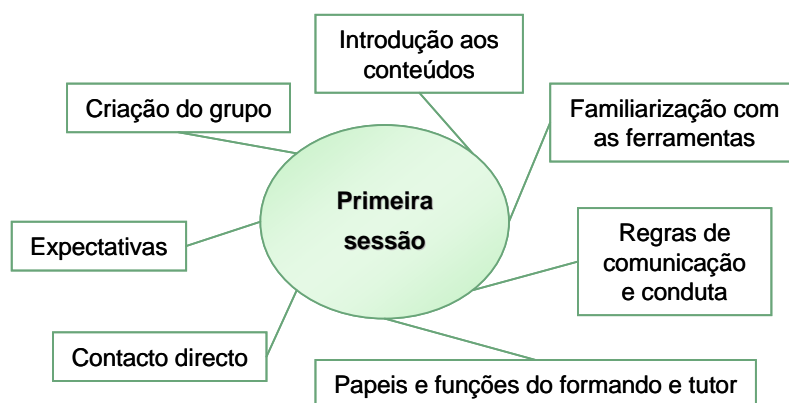 Introdução aos
conteúdos
Criação do grupo
Familiarização com
as ferramentas
Primeira
sessão
Expectativas
Regras de
comunicação
e conduta
Contacto directo
Papeis e funções do formando e tutor